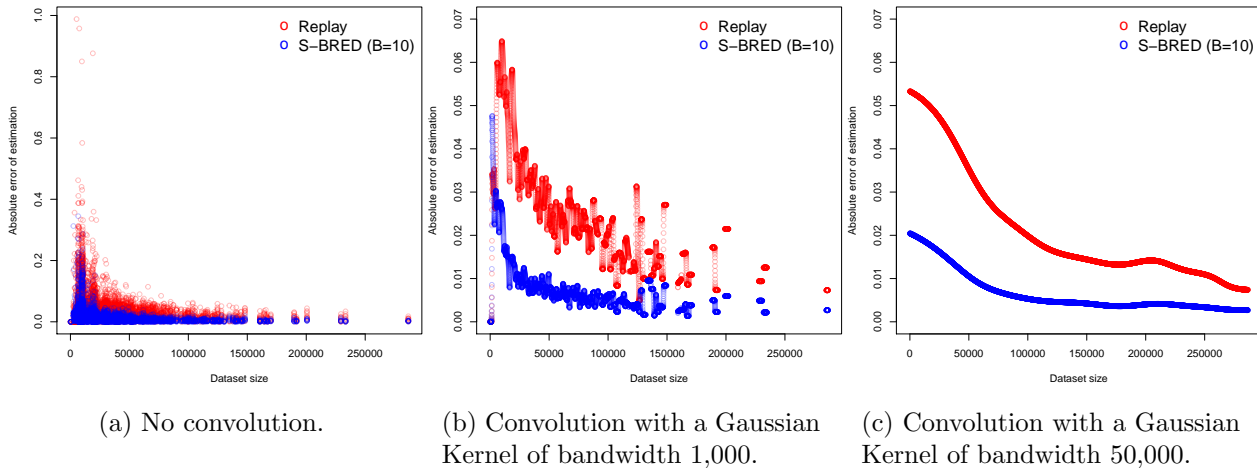 Replay
S−BRED (B=10)
Absolute error of estimation
1.0
0.8
0.6
0.4
0.2
0.0
0
50000
100000
150000
200000
250000
Dataset size
(a) No convolution.
Replay
S−BRED (B=10)
Absolute error of estimation
0.07
0.06
0.05
0.04
0.03
0.02
0.01
0.00
0
50000
100000
150000
200000
250000
Dataset size
(b) Convolution with a Gaussian
Kernel of bandwidth 1,000.
Replay
S−BRED (B=10)
Absolute error of estimation
0.07
0.06
0.05
0.04
0.03
0.02
0.01
0.00
0
50000
100000
150000
200000
250000
Dataset size
(c) Convolution with a Gaussian
Kernel of bandwidth 50,000.